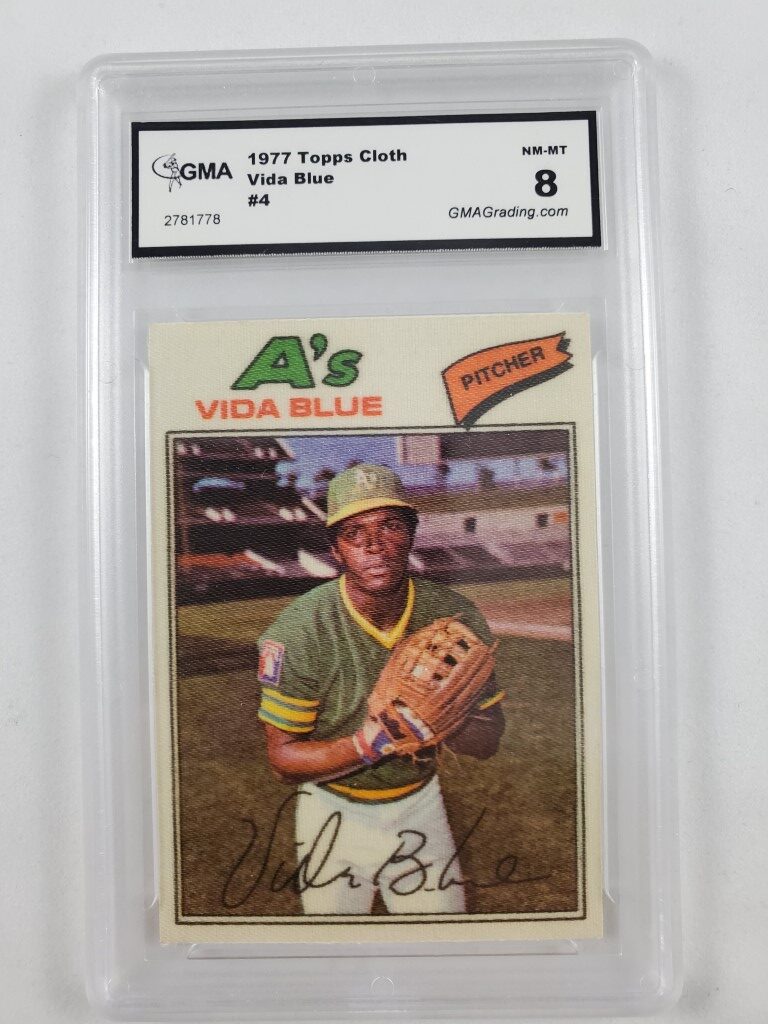 GMA
1977 Topps Cloth
Vida Blue
#4
2781778
NM-MT
8
GMAGrading.com
A's
VIDA BLUE
PITCHER
A's
Vida Blue